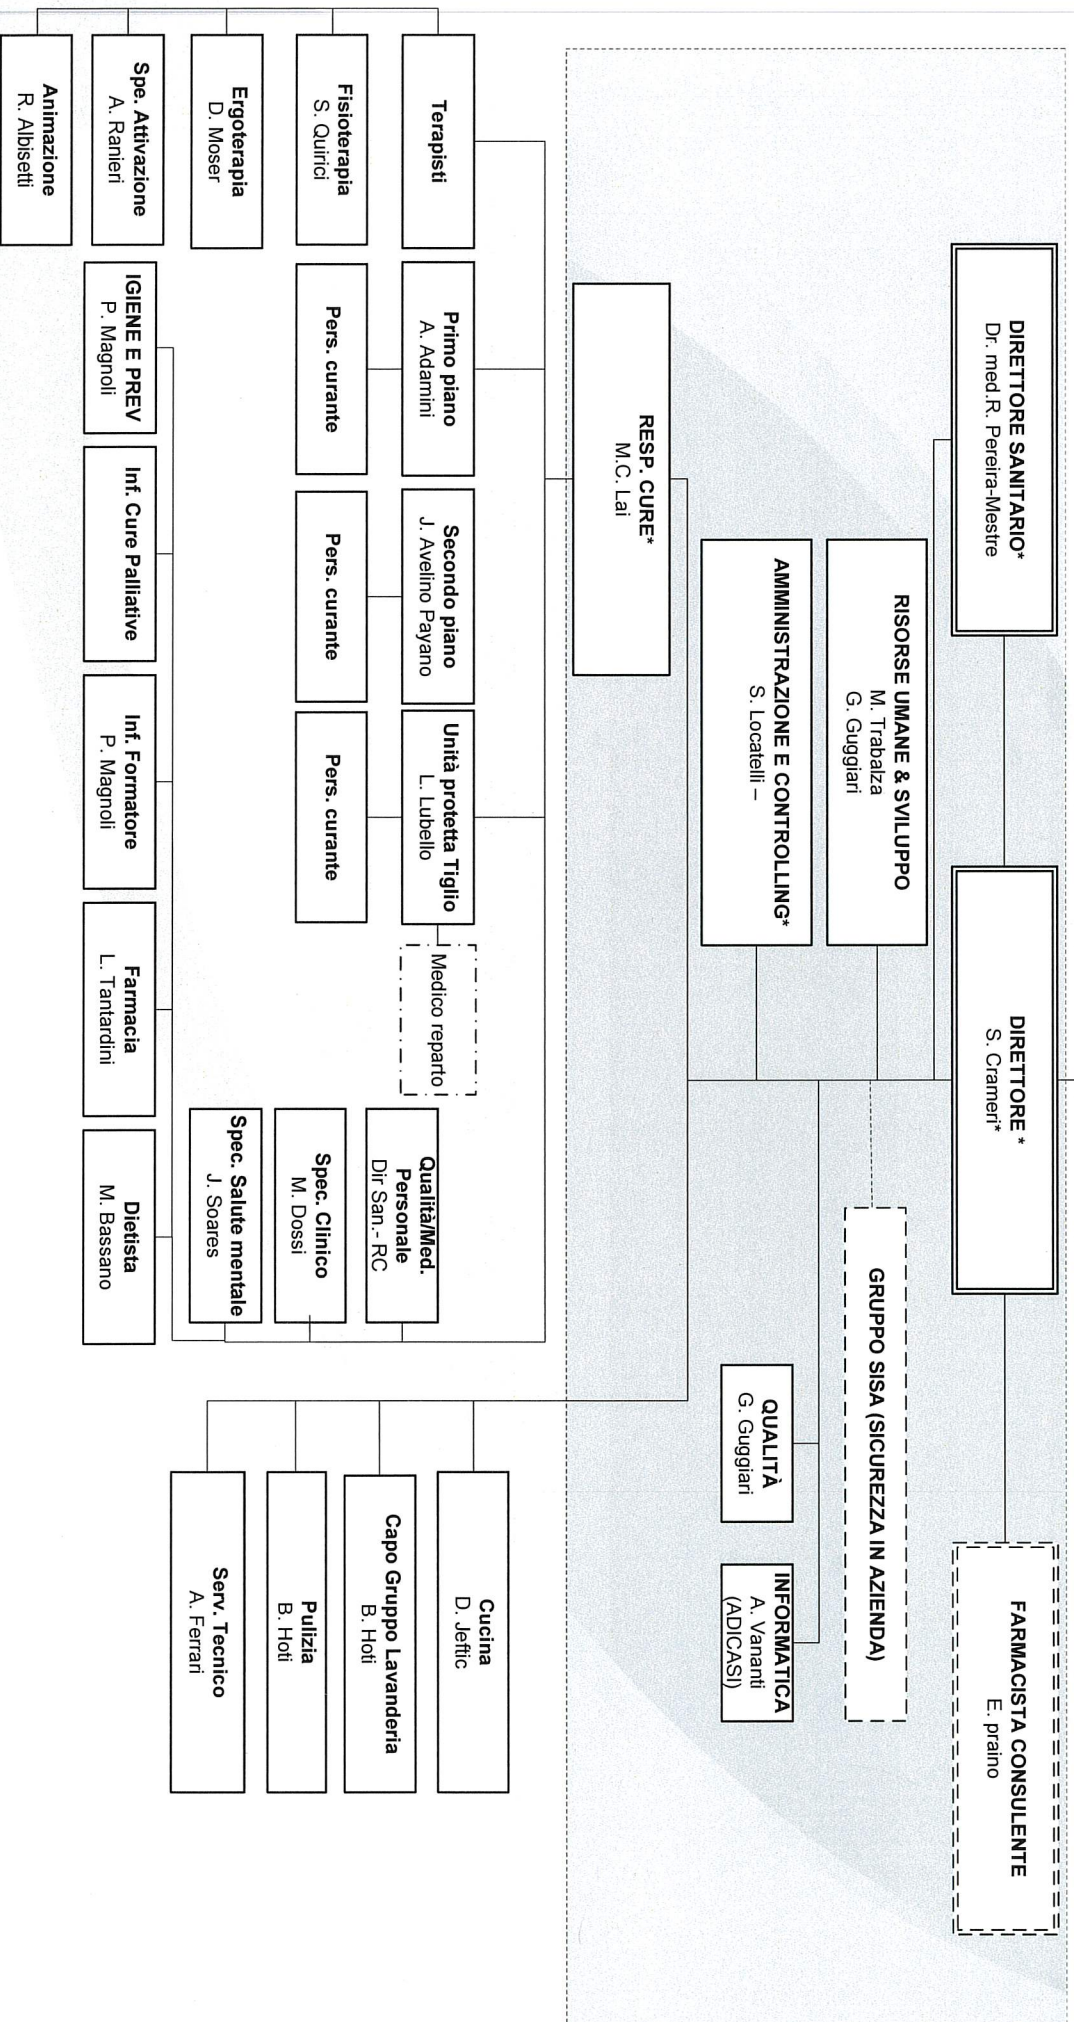 DIRETTORE SANITARIO*
Dr. med.R. Pereira-Mestre
DIRETTORE *
S. Crameri*
FARMACISTA CONSULENTE
E. praino
RISORSE UMANE & SVILUPPO
M. Trabalza
G. Guggiari
GRUPPO SISA (SICUREZZA IN AZIENDA)
AMMINISTRAZIONE E CONTROLLING*
S. Locatelli –
QUALITÀ
G. Guggiari
INFORMATICA
A. Vananti
(ADICASI)
RESP. CURE*
M.C. Lai
Terapisti
Primo piano
A. Adamini
Secondo piano
J. Avelino Payano
Unità protetta Tiglio
L. Lubello
Medico reparto
Fisioterapia
S. Quirici
Pers. curante
Pers. curante
Pers. curante
Ergoterapia
D. Moser
Spe. Attivazione
A. Ranieri
Animazione
R. Albisetti
Qualità/Med.
Personale
Dir San.- RC
Spec. Clinico
M. Dossi
Spec. Salute mentale
J. Soares
IGIENE E PREV
P. Magnoli
Inf. Cure Palliative
Inf. Formatore
P. Magnoli
Farmacia
L. Tantardini
Dietista
M. Bassano
Cucina
D. Jeftic
Capo Gruppo Lavanderia
B. Hoti
Pulizia
B. Hoti
Serv. Tecnico
A. Ferrari